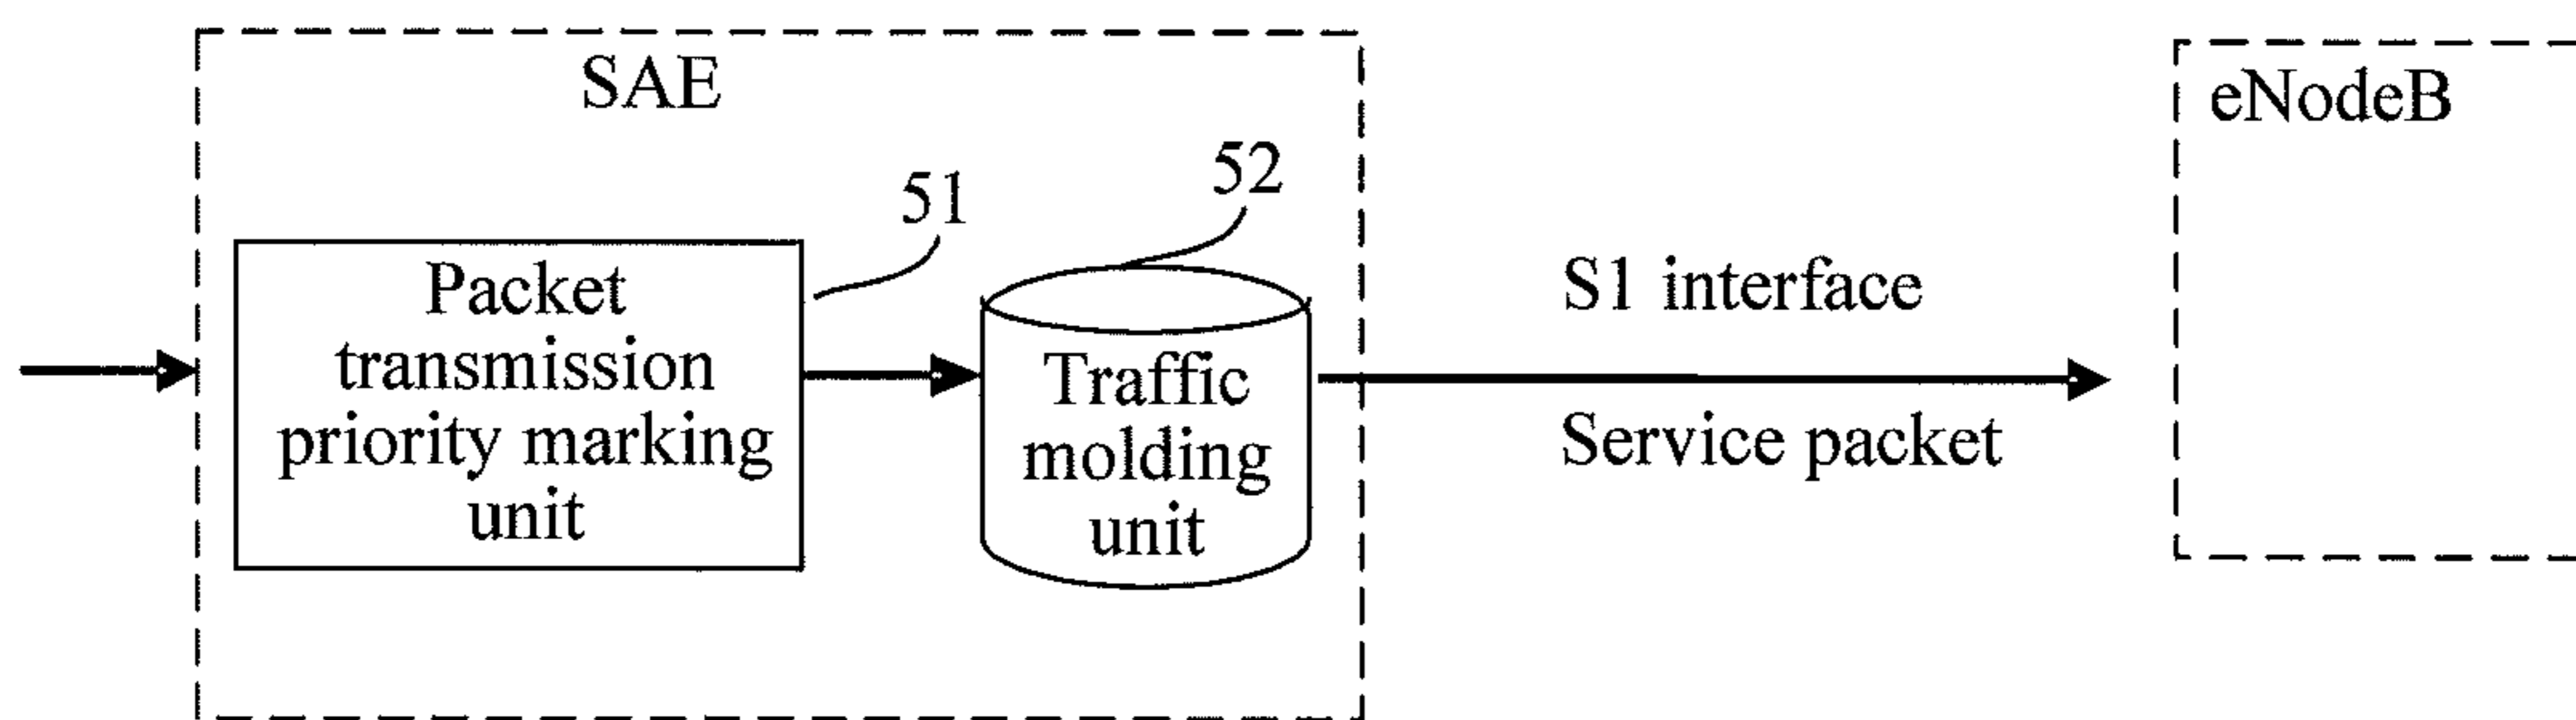 SAE
eNodeB
51
52
Packet
transmission
priority marking
unit
Traffic
molding
unit
S1 interface
Service packet